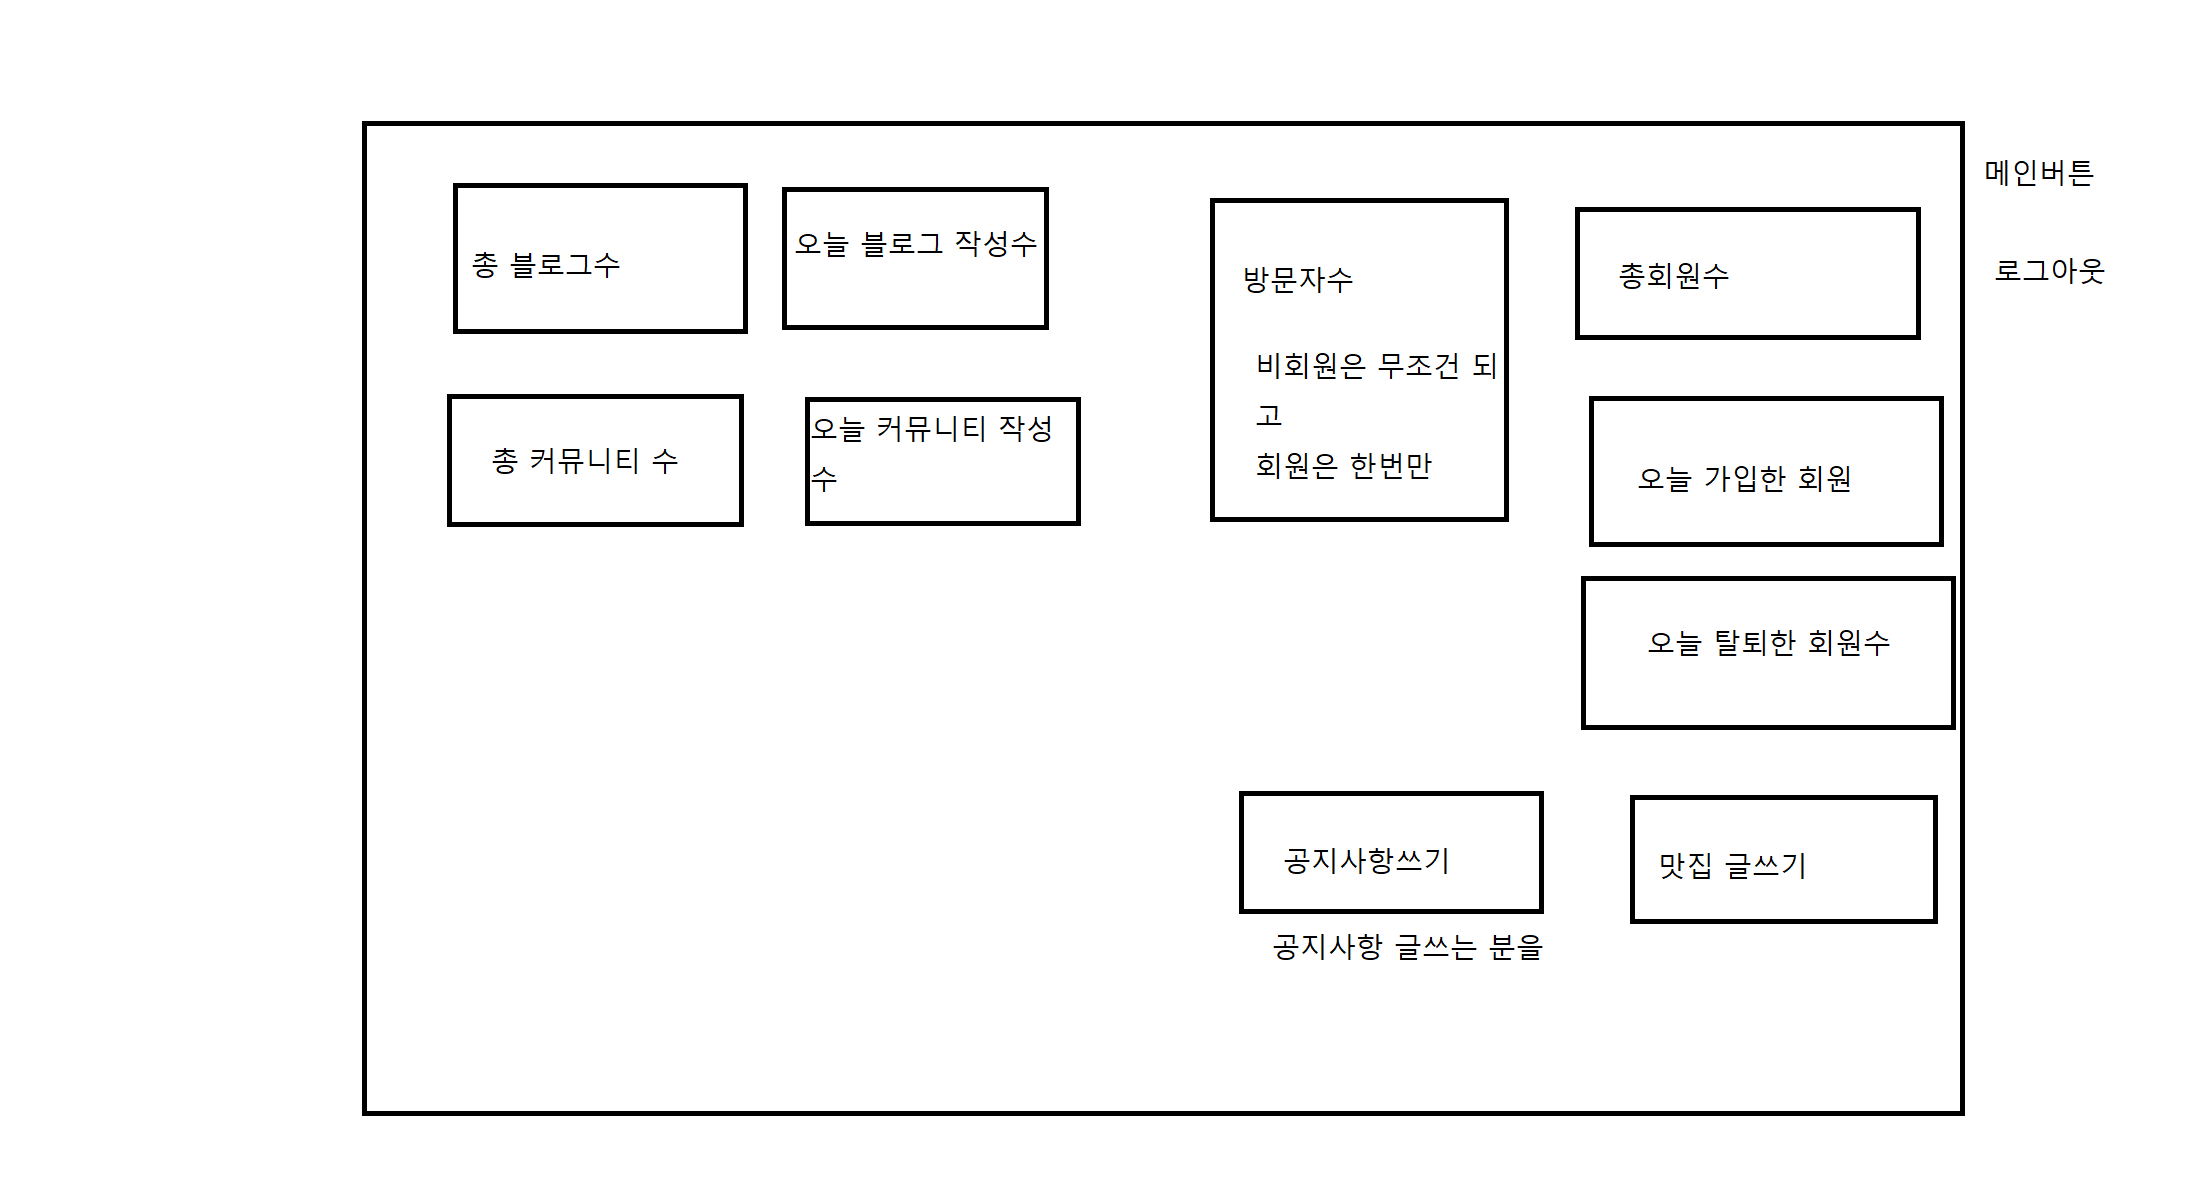 메인버튼
총 블로그수
오늘 블로그 작성수
방문자수
비회원은 무조건 되
고
회원은 한번만
총회원수
로그아웃
총 커뮤니티 수
오늘 커뮤니티 작성
수
오늘 가입한 회원
오늘 탈퇴한 회원수
공지사항쓰기
맛집 글쓰기
공지사항 글쓰는 분을